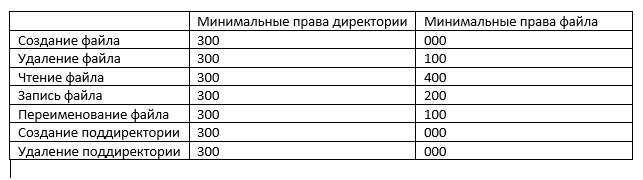 Минимальные права директории Минимальные права файла
Создание файла 300 000
Удаление файла 300 100
Чтение файла 300 400
Запись файла 300 200
Переименование файла 300 100
Создание поддиректории 300 000
Удаление поддиректории 300 000